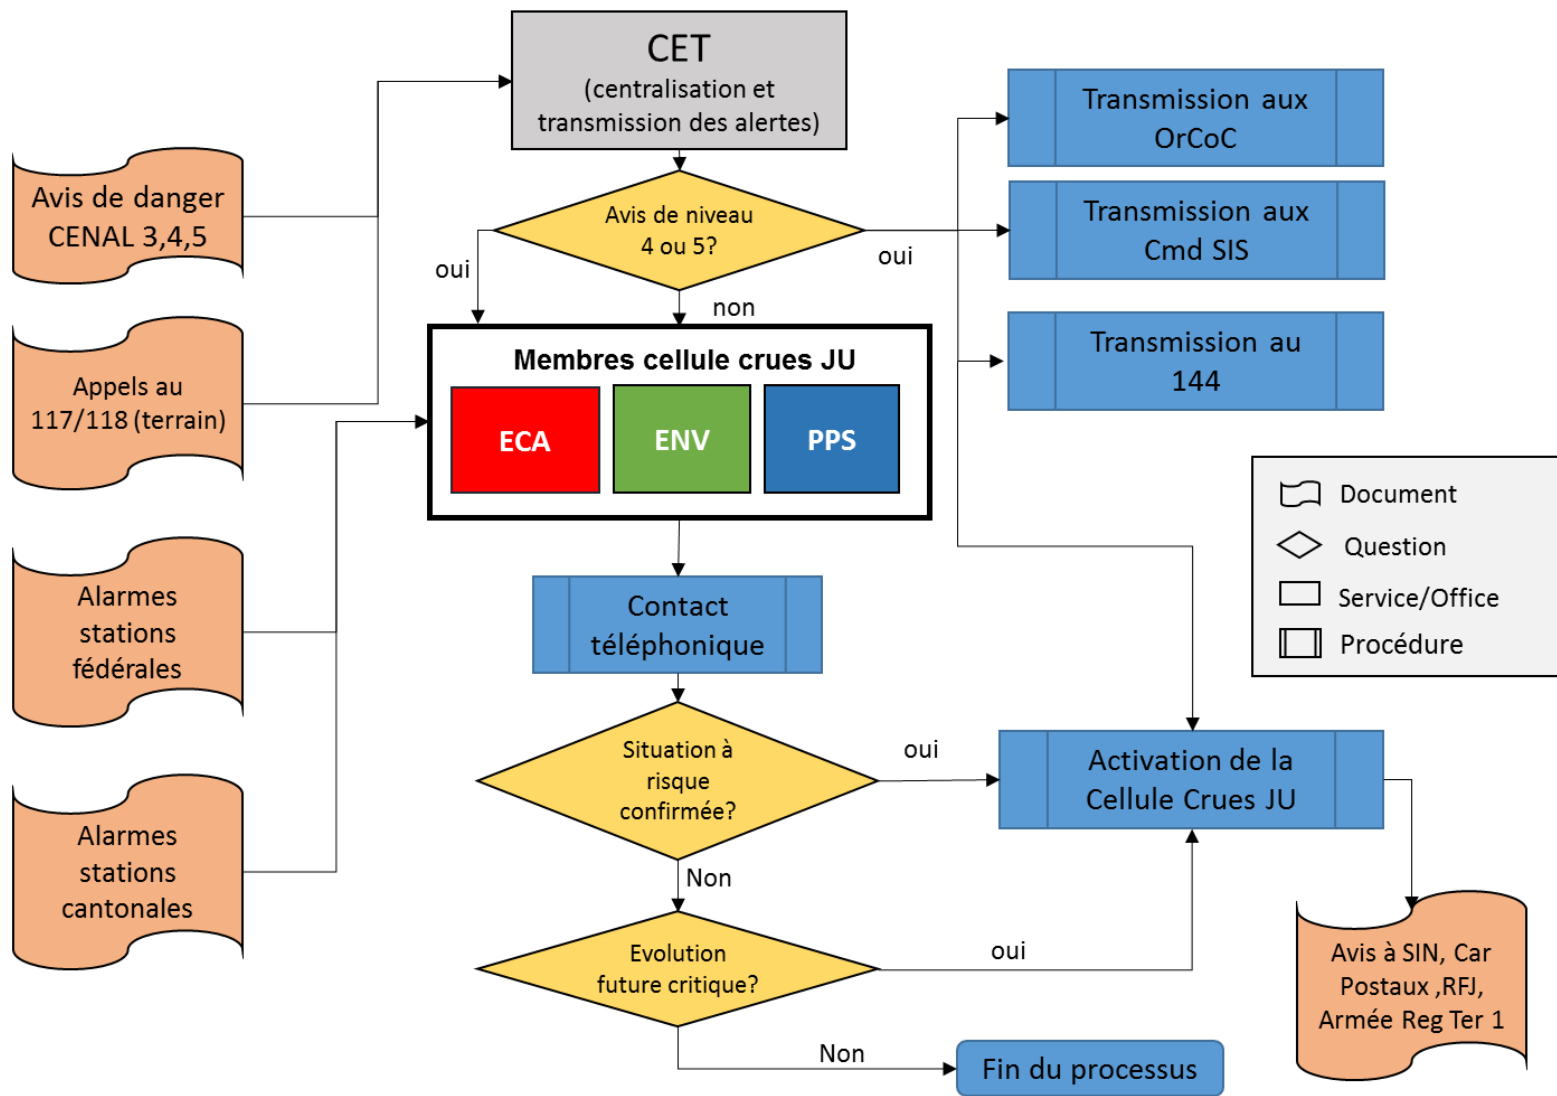 CET
(centralisation et
transmission des alertes)
Avis de danger
CENAL 3,4,5
Appels au
117/118 (terrain)
Alarmes
stations
fédérales
Alarmes
stations
cantonales
Avis de niveau
4 ou 5?
oui
oui
non
Transmission aux
OrCoC
Transmission aux
Cmd SIS
Transmission au
144
Membres cellule crues JU
ECA
ENV
PPS
Document
Question
Service/Office
Procédure
Contact
téléphonique
Situation à
risque
confirmée?
oui
Non
Activation de la
Cellule Crues JU
Evolution
future critique?
oui
Non
Fin du processus
Avis à SIN, Car
Postaux ,RFJ,
Armée Reg Ter 1